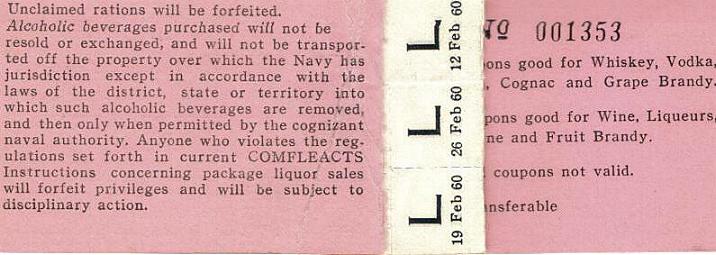 Unclaimed rations will be forfeited.
Alcoholic beverages purchased will not be
resold or exchanged, and will not be transpor-
ted off the property over which the Navy has
jurisdiction except in accordance with the
laws of the district, state or territory into
which such alcoholic beverages are removed,
and then only when permitted by the cognizant
naval authority. Anyone who violates the reg-
ulations set forth in current COMFLEACTS
Instructions concerning package liquor sales
will forfeit privileges and will be subject to
disciplinary action.
L 12 Feb 60
L 26 Feb 60
L 19 Feb 60
No 001353
ons good for Whiskey, Vodka,
, Cognac and Grape Brandy.
pons good for Wine, Liqueurs,
ne and Fruit Brandy.
coupons not valid.
nsferable